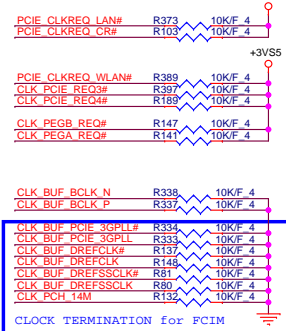 PCIE_CLKREQ_LAN# R373 10K/F_4
PCIE_CLKREQ_CR# R103 10K/F_4
+3VS5
PCIE_CLKREQ_WLAN# R389 10K/F_4
CLK_PCIE_REQ3# R397 10K/F_4
CLK_PCIE_REQ4# R189 10K/F_4
CLK_PEGB_REQ# R147 10K/F_4
CLK_PEGA_REQ# R141 10K/F_4
CLK_BUF_BCLK_N R338 10K/F_4
CLK_BUF_BCLK_P R337 10K/F_4
CLK_BUF_PCIE_3GPLL# R334 10K/F_4
CLK_BUF_PCIE_3GPLL R333 10K/F_4
CLK_BUF_DREFCLK# R137 10K/F_4
CLK_BUF_DREFCLK R148 10K/F_4
CLK_BUF_DREFSSCLK# R81 10K/F_4
CLK_BUF_DREFSSCLK R80 10K/F_4
CLK_PCH_14M R132 10K/F_4
CLOCK TERMINATION for FCIM